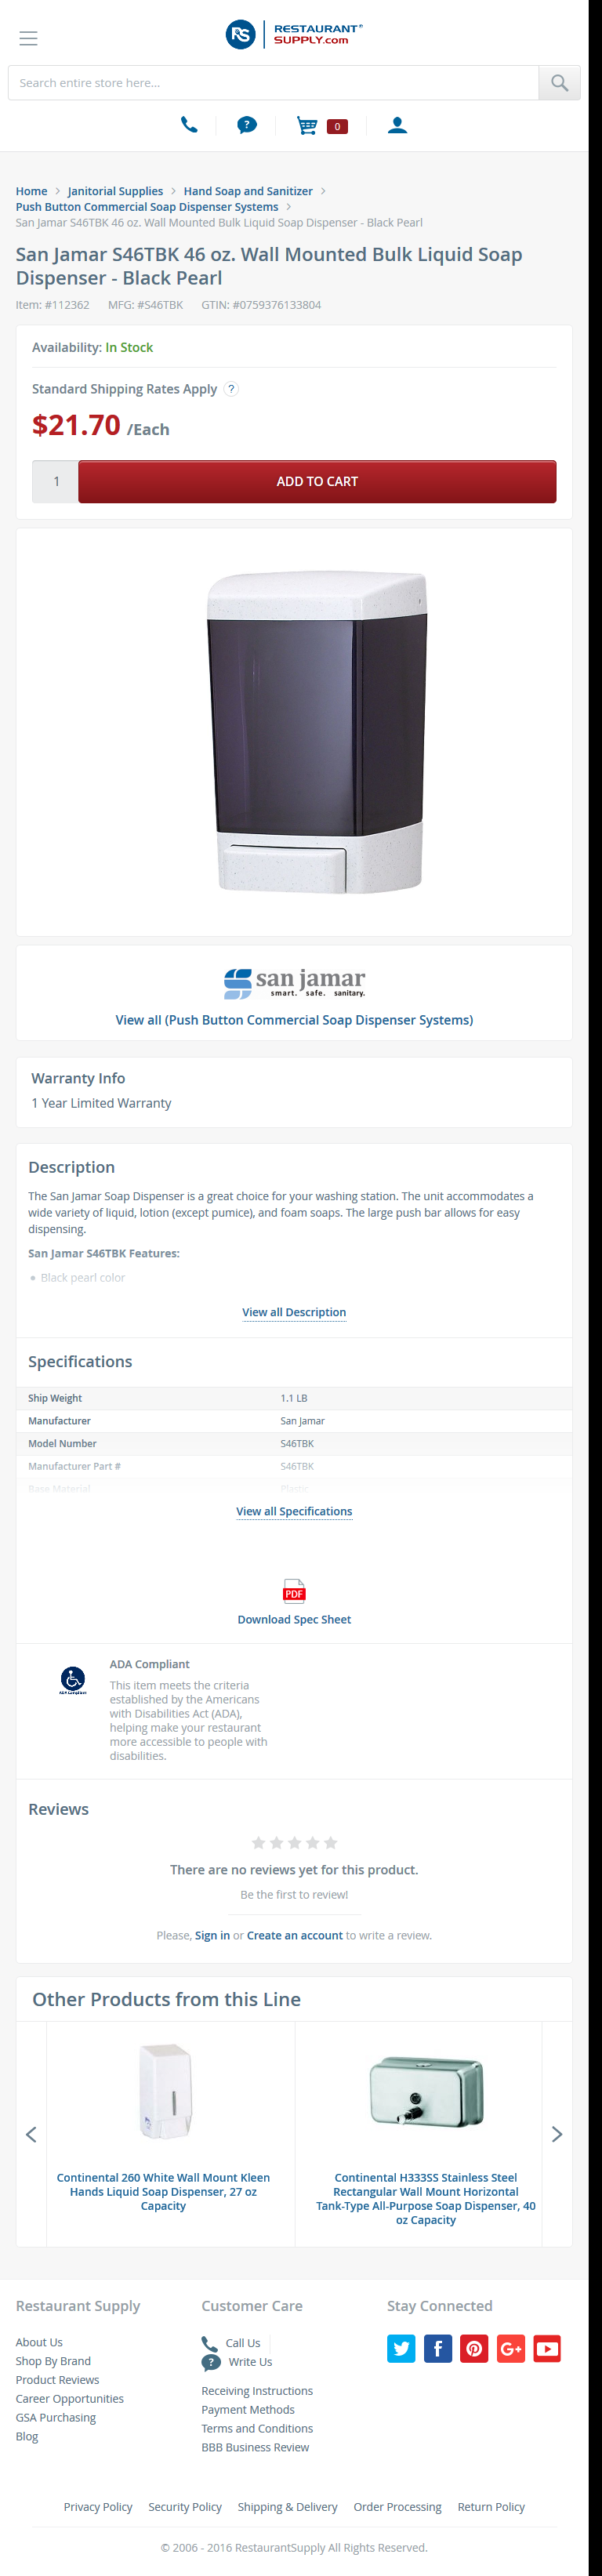 RS
RESTAURANT®
SUPPLY.com
Search entire store here...
?
0
Home > Janitorial Supplies > Hand Soap and Sanitizer >
Push Button Commercial Soap Dispenser Systems >
San Jamar S46TBK 46 oz. Wall Mounted Bulk Liquid Soap Dispenser - Black Pearl
San Jamar S46TBK 46 oz. Wall Mounted Bulk Liquid Soap
Dispenser - Black Pearl
Item: #112362 MFG: #S46TBK GTIN: #0759376133804
Availability: In Stock
Standard Shipping Rates Apply ?
$21.70 /Each
1 ADD TO CART
san jamar
smart. safe. sanitary.
View all (Push Button Commercial Soap Dispenser Systems)
Warranty Info
1 Year Limited Warranty
Description
The San Jamar Soap Dispenser is a great choice for your washing station. The unit accommodates a
wide variety of liquid, lotion (except pumice), and foam soaps. The large push bar allows for easy
dispensing.
San Jamar S46TBK Features:
• Black pearl color
View all Description
Specifications
Ship Weight 1.1 LB
Manufacturer San Jamar
Model Number S46TBK
Manufacturer Part # S46TBK
Base Material Plastic
View all Specifications
PDF
Download Spec Sheet
ADA Compliant
This item meets the criteria
established by the Americans
with Disabilities Act (ADA),
helping make your restaurant
more accessible to people with
disabilities.
Reviews
There are no reviews yet for this product.
Be the first to review!
Please, Sign in or Create an account to write a review.
Other Products from this Line
Continental 260 White Wall Mount Kleen
Hands Liquid Soap Dispenser, 27 oz
Capacity
Continental H333SS Stainless Steel
Rectangular Wall Mount Horizontal
Tank-Type All-Purpose Soap Dispenser, 40
oz Capacity
Restaurant Supply
About Us
Shop By Brand
Product Reviews
Career Opportunities
GSA Purchasing
Blog
Customer Care
Call Us
? Write Us
Receiving Instructions
Payment Methods
Terms and Conditions
BBB Business Review
Stay Connected
f G+
Privacy Policy Security Policy Shipping & Delivery Order Processing Return Policy
© 2006 - 2016 RestaurantSupply All Rights Reserved.